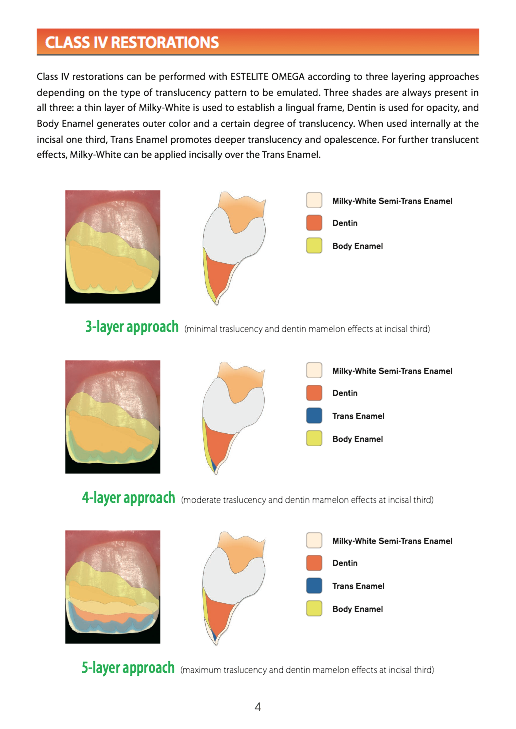 CLASS IV RESTORATIONS
Class IV restorations can be performed with ESTELITE OMEGA according to three layering approaches
depending on the type of translucency pattern to be emulated. Three shades are always present in
all three: a thin layer of Milky-White is used to establish a lingual frame, Dentin is used for opacity, and
Body Enamel generates outer color and a certain degree of translucency. When used internally at the
incisal one third, Trans Enamel promotes deeper translucency and opalescence. For further translucent
effects, Milky-White can be applied incisally over the Trans Enamel.
Milky-White Semi-Trans Enamel
Dentin
Body Enamel
3-layer approach (minimal traslucency and dentin mamelon effects at incisal third)
Milky-White Semi-Trans Enamel
Dentin
Trans Enamel
Body Enamel
4-layer approach (moderate traslucency and dentin mamelon effects at incisal third)
Milky-White Semi-Trans Enamel
Dentin
Trans Enamel
Body Enamel
5-layer approach (maximum traslucency and dentin mamelon effects at incisal third)
4